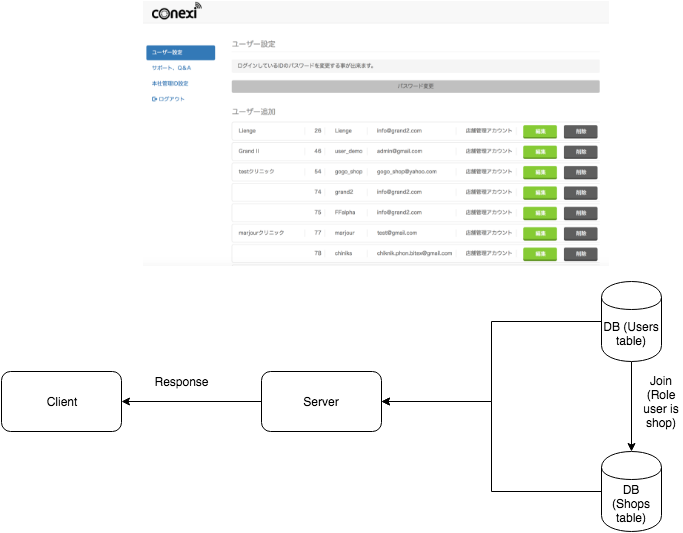 conexi
ユーザー設定
ユーザー設定
サポート、Q&A
本社管理ID設定
ログアウト
ログインしているIDのパスワードを変更する事が出来ます。
パスワード変更
ユーザー追加
Liange 26 Liange info@grand2.com 店舗管理アカウント 編集 削除
Grand II 46 user_demo admin@gmail.com 店舗管理アカウント 編集 削除
testクリニック 54 gogo_shop gogo_shop@yahoo.com 店舗管理アカウント 編集 削除
74 grand2 info@grand2.com 店舗管理アカウント 編集 削除
75 FFalpha info@grand2.com 店舗管理アカウント 編集 削除
marjourクリニック 77 marjour test@gmail.com 店舗管理アカウント 編集 削除
78 chiniks chiknik.phon.bitex@gmail.com 店舗管理アカウント 編集 削除
DB (Users
table)
Join
(Role
user is
shop)
Response
Client
Server
DB
(Shops
table)